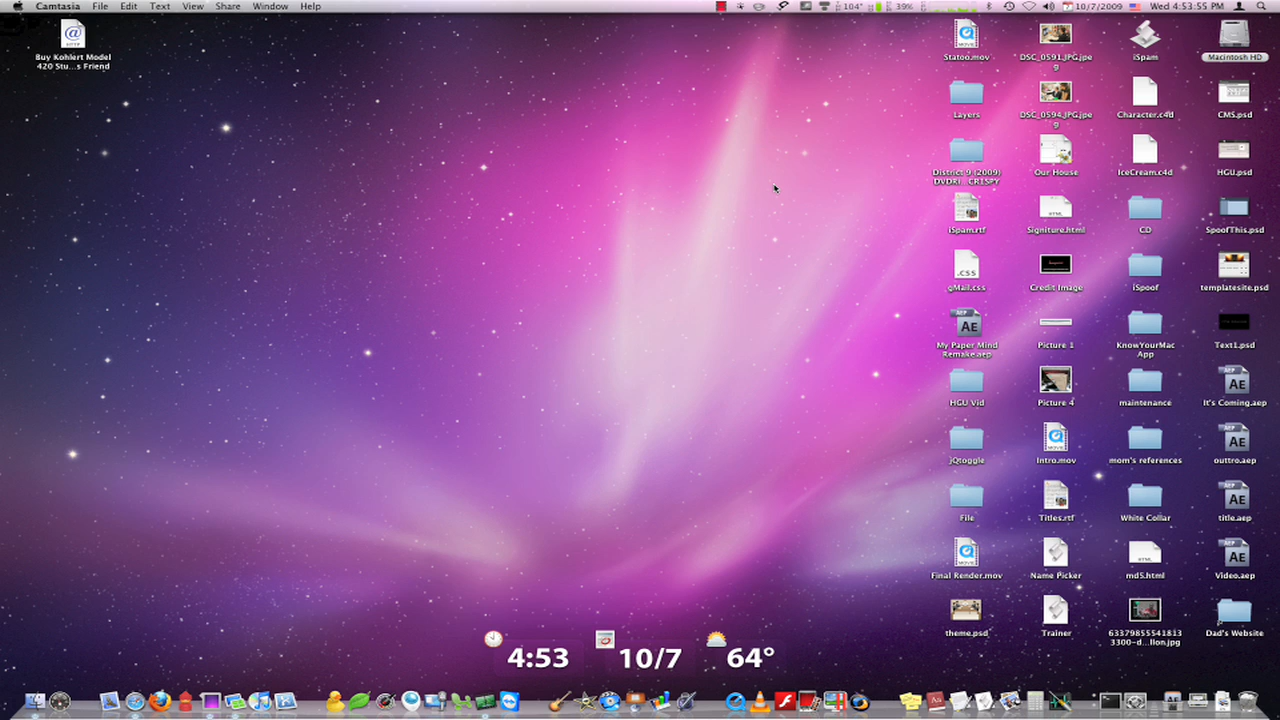 Camtasia File Edit Text View Share Window Help
104° 39% 10/7/2009 Wed 4:53:55 PM
Buy Kohlert Model
420 Stu...s Friend
Statoo.mov
DSC_0591.JPG.jpe
g
iSpam
Macintosh HD
Layers
DSC_0594.JPG.jpe
g
Character.c4d
CMS.psd
District 9 (2009)
DVDRi...CR1SPY
Our House
IceCream.c4d
HGU.psd
iSpam.rtf
Signiture.html
CD
SpoofThis.psd
gMail.css
Credit Image
iSpoof
templatesite.psd
My Paper Mind
Remake.aep
Picture 1
KnowYourMac
App
Text1.psd
HGU Vid
Picture 4
maintenance
It's Coming.aep
jQtoggle
Intro.mov
mom's references
outtro.aep
File
Titles.rtf
White Collar
title.aep
Final Render.mov
Name Picker
md5.html
Video.aep
theme.psd
Trainer
63379855541813
3300-d...llon.jpg
Dad's Website
4:53 10/7 64°